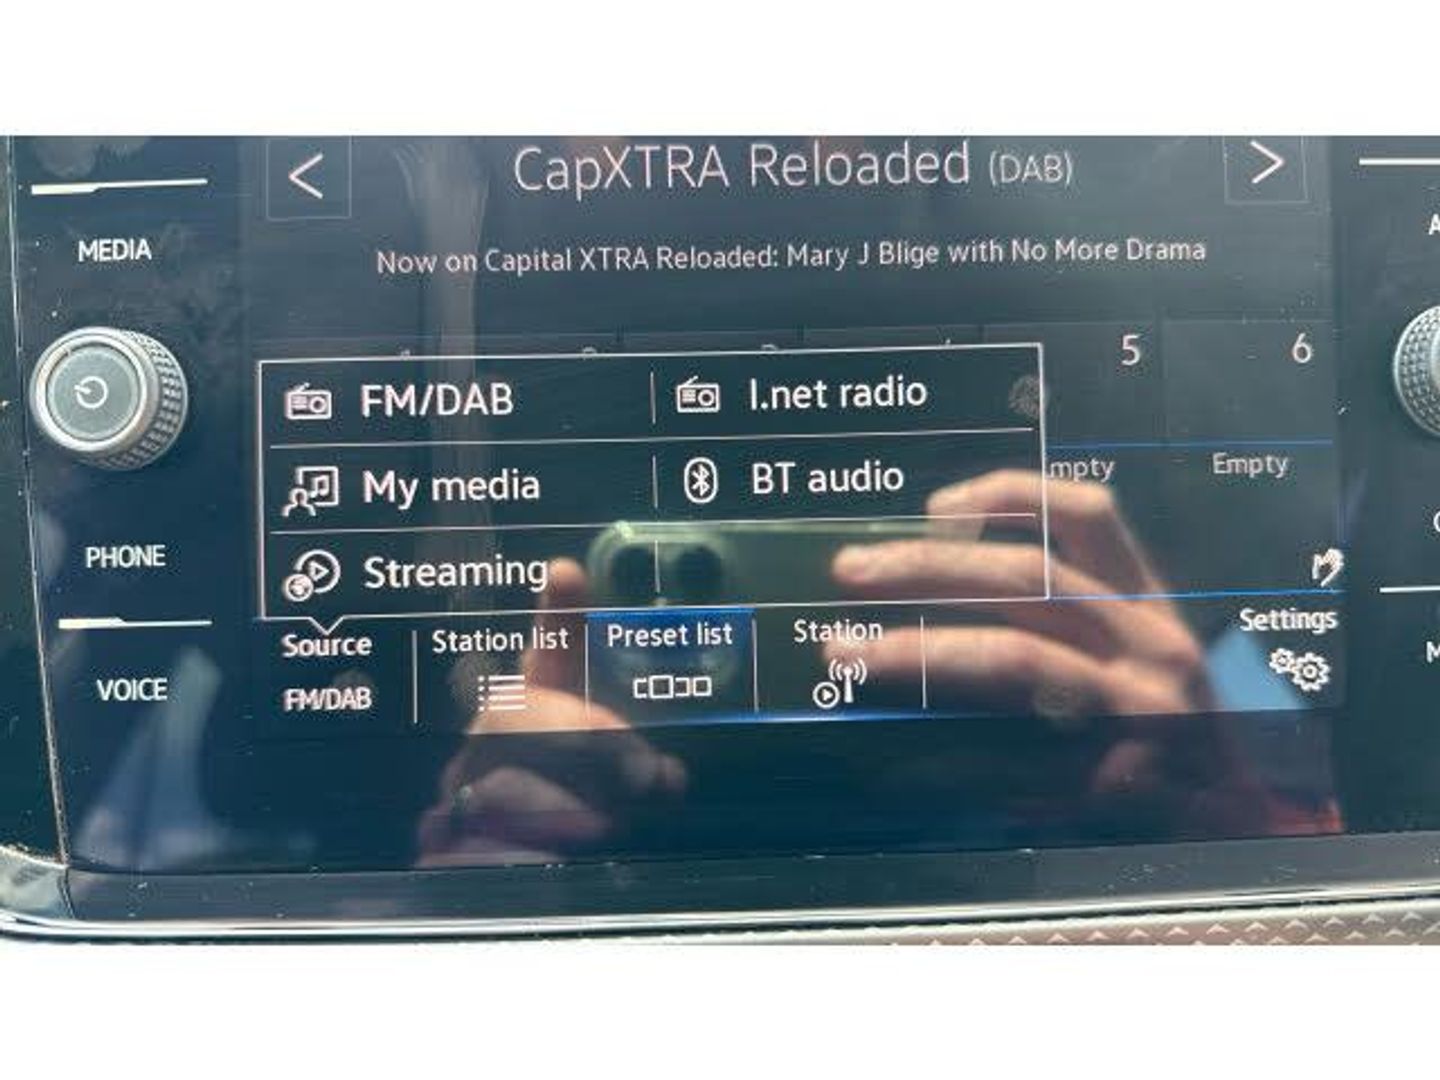 CapXTRA Reloaded (DAB)
Now on Capital XTRA Reloaded: Mary J Blige with No More Drama
MEDIA
PHONE
VOICE
5
6
FM/DAB
I.net radio
My media
BT audio
Streaming
Empty
Source
FM/DAB
Station list
Preset list
Station
Settings